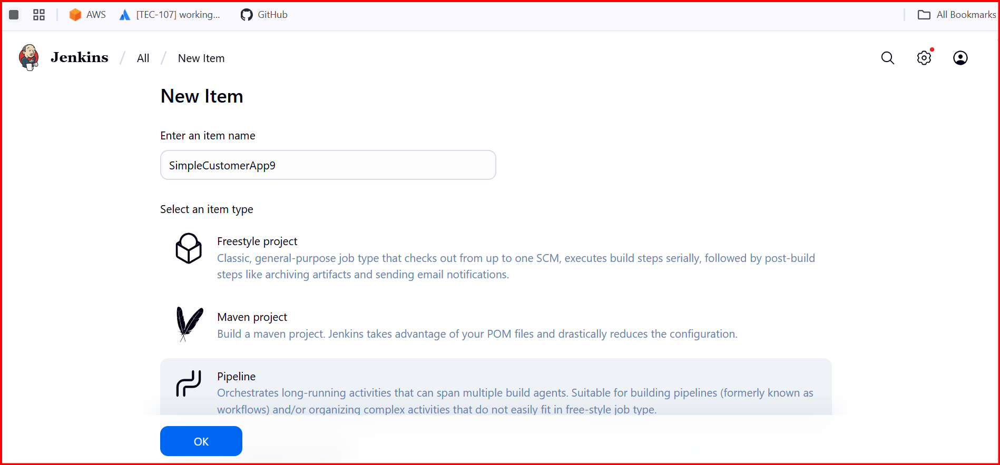 AWS [TEC-107] working... GitHub All Bookmarks
Jenkins / All / New Item
New Item
Enter an item name
SimpleCustomerApp9
Select an item type
Freestyle project
Classic, general-purpose job type that checks out from up to one SCM, executes build steps serially, followed by post-build
steps like archiving artifacts and sending email notifications.
Maven project
Build a maven project. Jenkins takes advantage of your POM files and drastically reduces the configuration.
Pipeline
Orchestrates long-running activities that can span multiple build agents. Suitable for building pipelines (formerly known as
workflows) and/or organizing complex activities that do not easily fit in free-style job type.
OK